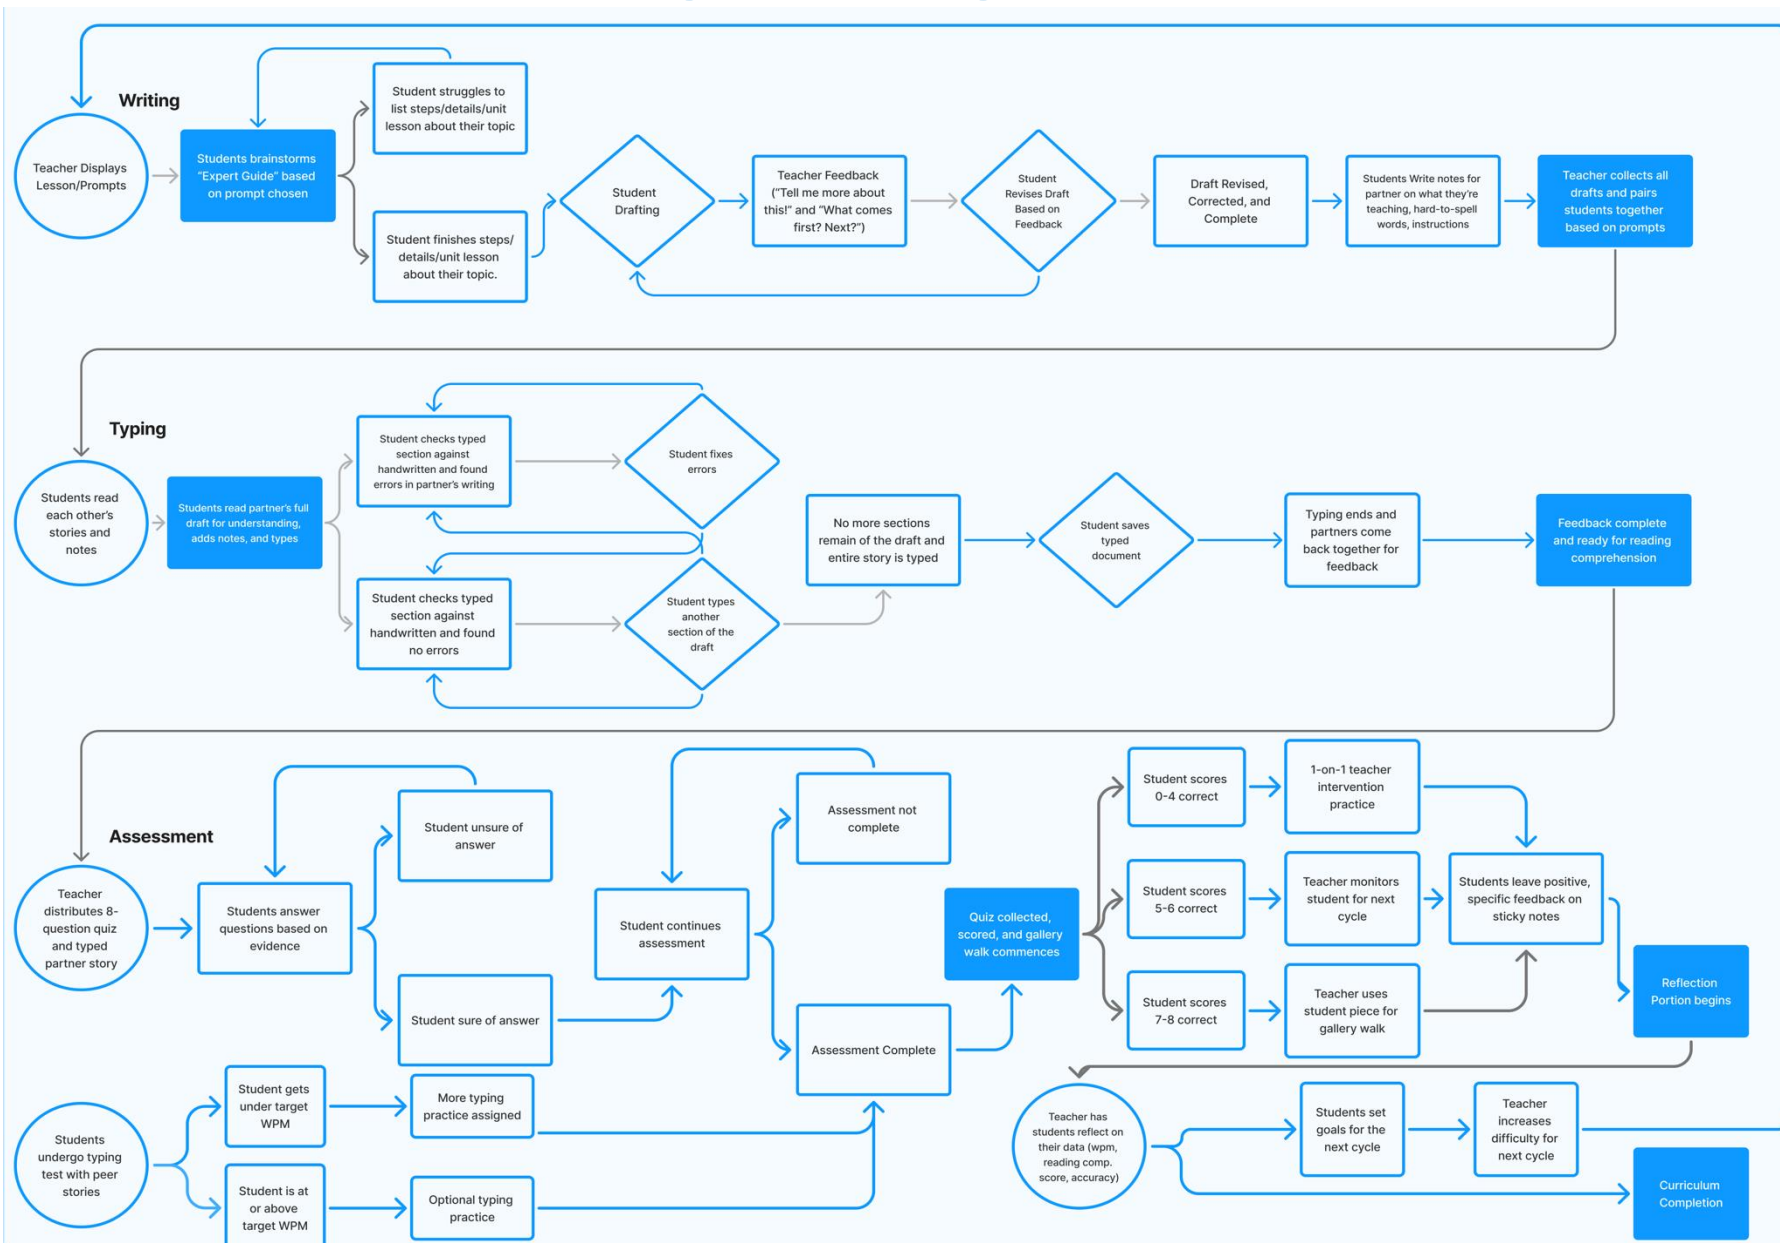 Writing
Teacher Displays
Lesson/Prompts
Students brainstorms
"Expert Guide" based
on prompt chosen
Student struggles to
list steps/details/unit
lesson about their topic
Student finishes steps/
details/unit lesson
about their topic.
Student
Drafting
Teacher Feedback
("Tell me more about
this!" and "What comes
first? Next?")
Student
Revises Draft
Based on
Feedback
Draft Revised,
Corrected, and
Complete
Students Write notes for
partner on what they're
teaching, hard-to-spell
words, instructions
Teacher collects all
drafts and pairs
students together
based on prompts
Typing
Students read
each other's
stories and
notes
Students read partner's full
draft for understanding,
adds notes, and types
Student checks typed
section against
handwritten and found
errors in partner's writing
Student fixes
errors
Student checks typed
section against
handwritten and found
no errors
Student types
another
section of the
draft
No more sections
remain of the draft and
entire story is typed
Student saves
typed
document
Typing ends and
partners come
back together for
feedback
Feedback complete
and ready for reading
comprehension
Assessment
Teacher
distributes 8-
question quiz
and typed
partner story
Students answer
questions based on
evidence
Student unsure of
answer
Student sure of answer
Student continues
assessment
Assessment not
complete
Assessment Complete
Quiz collected,
scored, and gallery
walk commences
Student scores
0-4 correct
1-on-1 teacher
intervention
practice
Student scores
5-6 correct
Teacher monitors
student for next
cycle
Student scores
7-8 correct
Teacher uses
student piece for
gallery walk
Students leave positive,
specific feedback on
sticky notes
Reflection
Portion begins
Students
undergo typing
test with peer
stories
Student gets
under target
WPM
More typing
practice assigned
Student is at
or above
target WPM
Optional typing
practice
Teacher has
students reflect on
their data (wpm,
reading comp.
score, accuracy)
Students set
goals for the
next cycle
Teacher
increases
difficulty for
next cycle
Curriculum
Completion